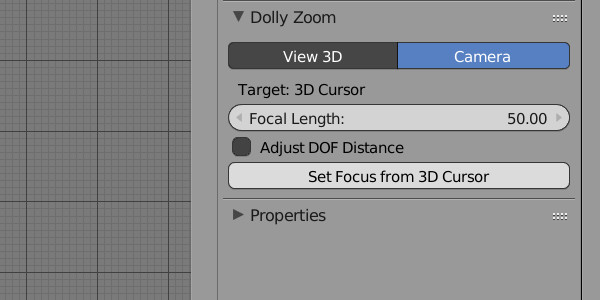 Dolly Zoom
View 3D Camera
Target: 3D Cursor
Focal Length: 50.00
Adjust DOF Distance
Set Focus from 3D Cursor
Properties